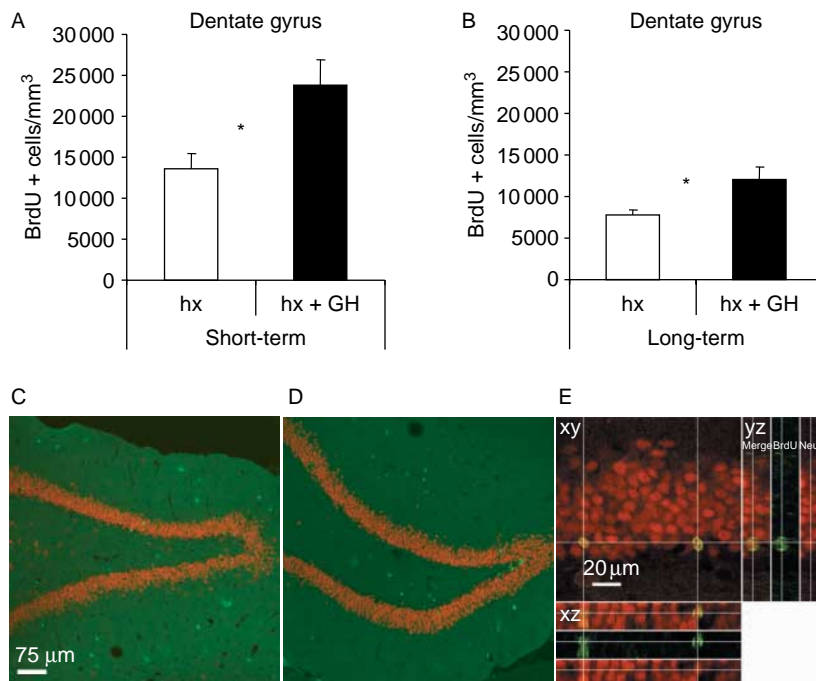 A
Dentate gyrus
BrdU + cells/mm³
30 000
25 000
20 000
15 000
10 000
5000
0
*
hx
hx + GH
Short-term
B
Dentate gyrus
BrdU + cells/mm³
30 000
25 000
20 000
15 000
10 000
5000
0
*
hx
hx + GH
Long-term
C
75 μm
D
E
xy
20 μm
yz
Merge BrdU Neu
xz